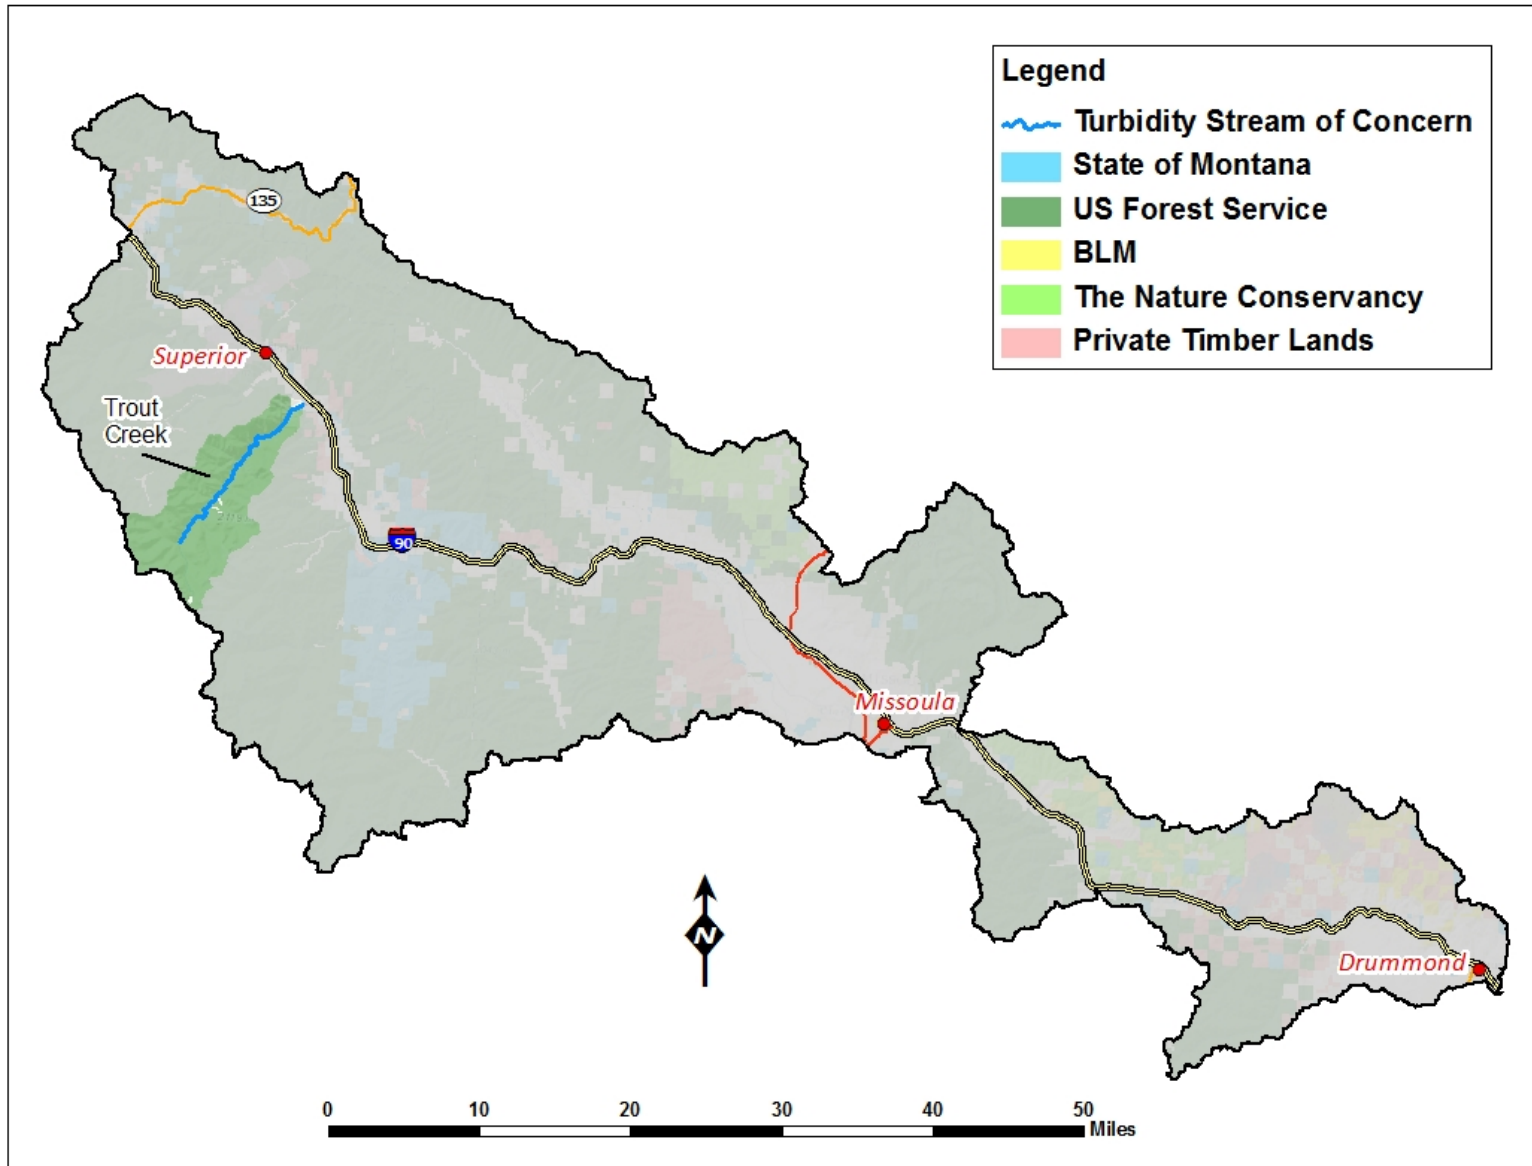 Legend
Turbidity Stream of Concern
State of Montana
US Forest Service
BLM
The Nature Conservancy
Private Timber Lands
135
Superior
Trout
Creek
90
Missoula
Drummond
N
0 10 20 30 40 50
Miles